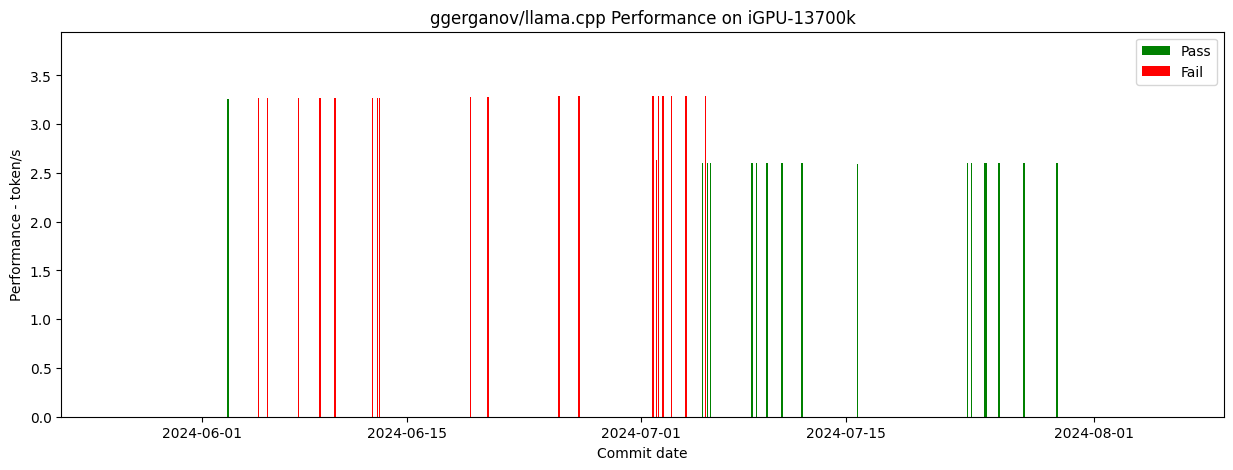 ggerganov/llama.cpp Performance on iGPU-13700k
Pass
Fail
3.5
3.0
2.5
2.0
1.5
1.0
0.5
0.0
Performance - token/s
2024-06-01
2024-06-15
2024-07-01
2024-07-15
2024-08-01
Commit date